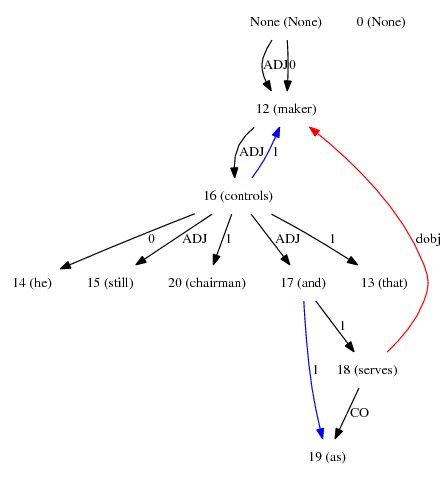 None (None) 0 (None)
ADJ 0
12 (maker)
ADJ 1
16 (controls)
0 ADJ 1 ADJ 1 dobj
14 (he) 15 (still) 20 (chairman) 17 (and) 13 (that)
1
1 18 (serves)
CO
19 (as)